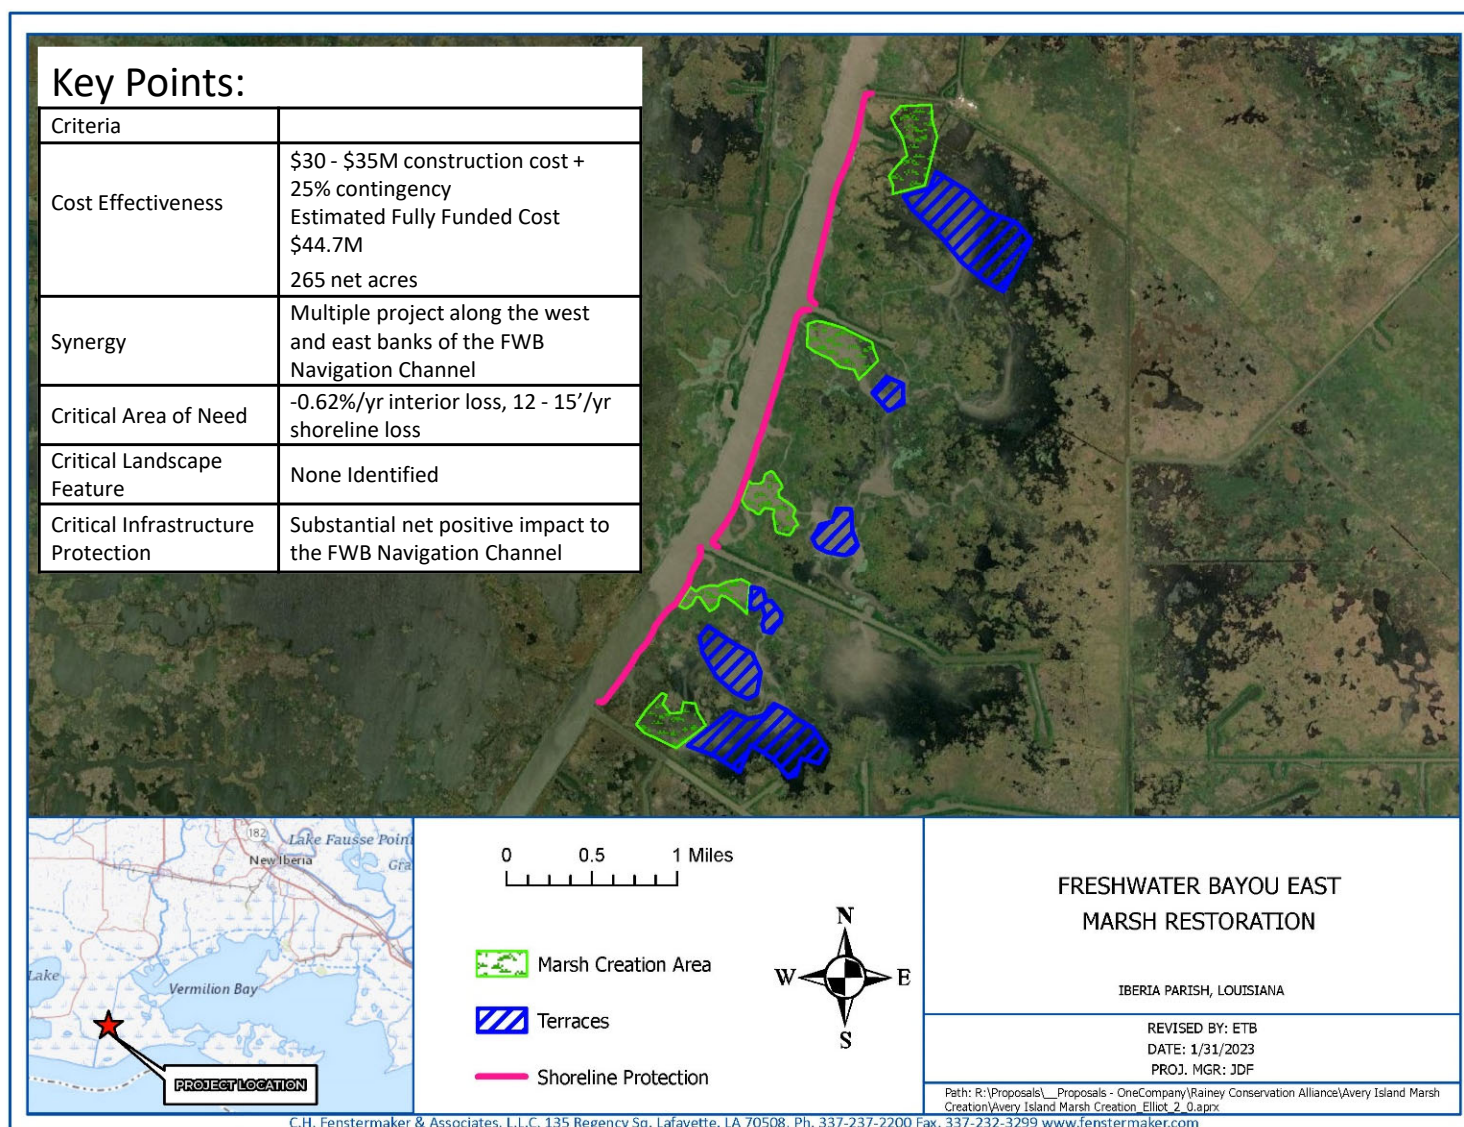 Key Points:
Criteria
Cost Effectiveness
$30 - $35M construction cost +
25% contingency
Estimated Fully Funded Cost
$44.7M
265 net acres
Synergy
Multiple project along the west
and east banks of the FWB
Navigation Channel
Critical Area of Need
-0.62%/yr interior loss, 12 - 15’/yr
shoreline loss
Critical Landscape
Feature
None Identified
Critical Infrastructure
Protection
Substantial net positive impact to
the FWB Navigation Channel
182
Lake Fausse Point
New Iberia
Gra
Lake
Vermilion Bay
PROJECT LOCATION
0 0.5 1 Miles
Marsh Creation Area
Terraces
Shoreline Protection
N
W E
S
FRESHWATER BAYOU EAST
MARSH RESTORATION
IBERIA PARISH, LOUISIANA
REVISED BY: ETB
DATE: 1/31/2023
PROJ. MGR: JDF
Path: R:\Proposals\__Proposals - OneCompany\Rainey Conservation Alliance\Avery Island Marsh
Creation\Avery Island Marsh Creation_Elliot_2_0.aprx
C.H. Fenstermaker & Associates, L.L.C. 135 Regency Sq. Lafayette, LA 70508, Ph. 337-237-2200 Fax. 337-232-3299 www.fenstermaker.com